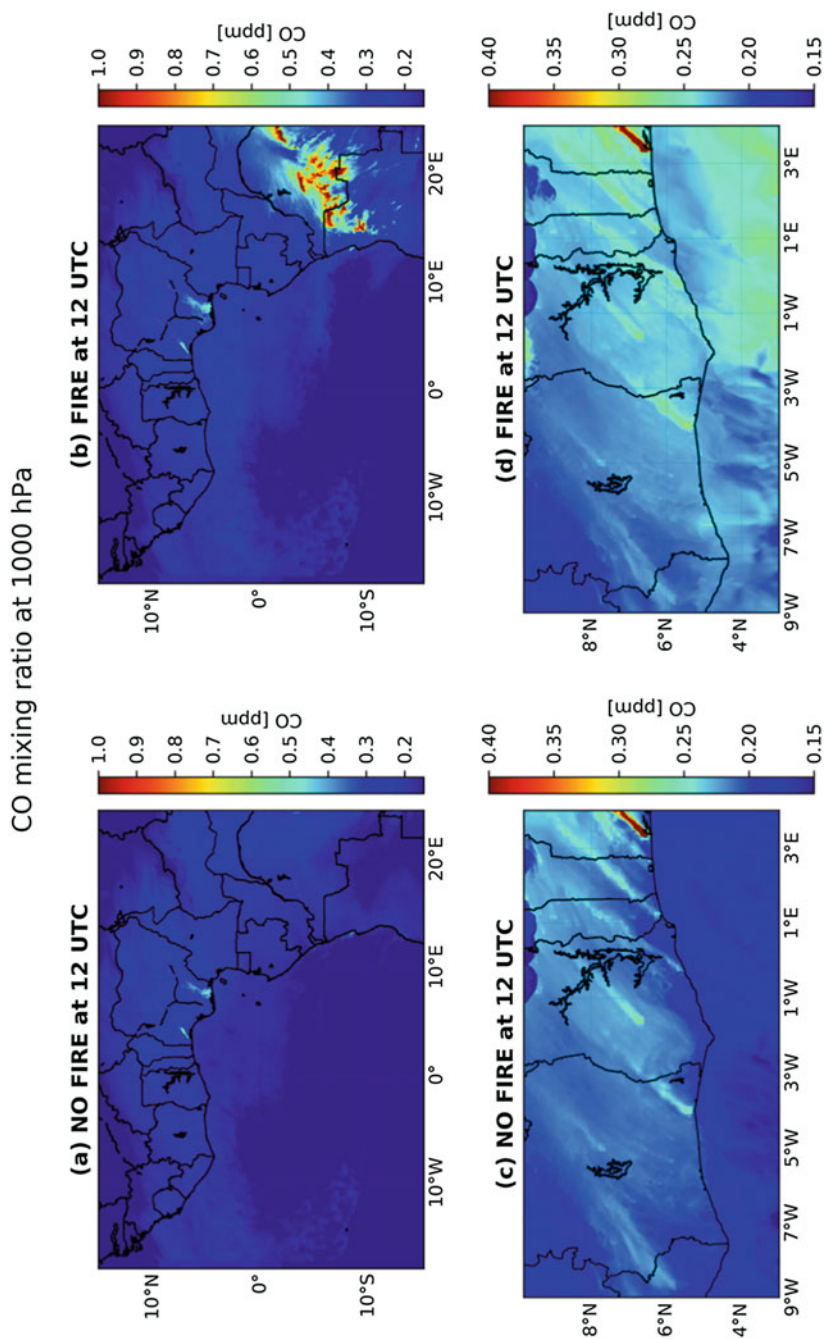 CO mixing ratio at 1000 hPa
(a) NO FIRE at 12 UTC
10°N
0°
10°S
10°W
0°
10°E
20°E
1.0
0.9
0.8
0.7
0.6
0.5
0.4
0.3
0.2
CO [ppm]
(b) FIRE at 12 UTC
10°N
0°
10°S
10°W
0°
10°E
20°E
1.0
0.9
0.8
0.7
0.6
0.5
0.4
0.3
0.2
CO [ppm]
(c) NO FIRE at 12 UTC
8°N
6°N
4°N
9°W
7°W
5°W
3°W
1°W
1°E
3°E
0.40
0.35
0.30
0.25
0.20
0.15
CO [ppm]
(d) FIRE at 12 UTC
8°N
6°N
4°N
9°W
7°W
5°W
3°W
1°W
1°E
3°E
0.40
0.35
0.30
0.25
0.20
0.15
CO [ppm]